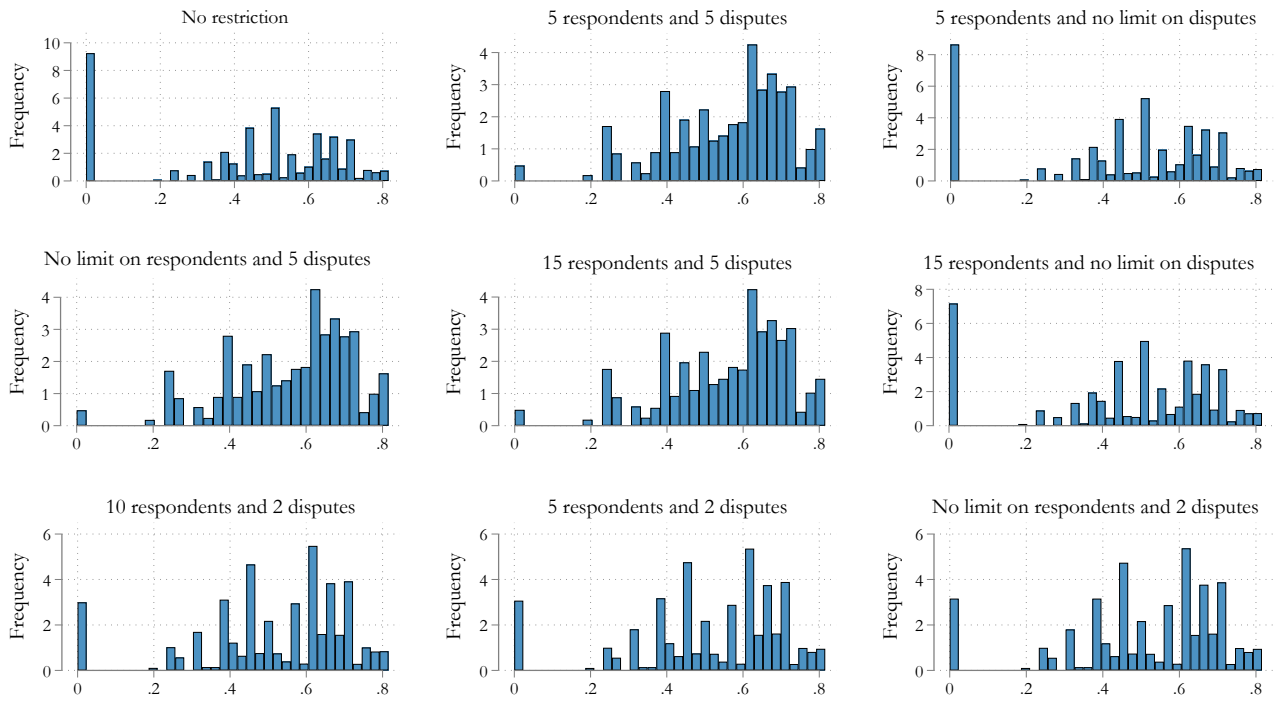 No restriction
Frequency
10
8
6
4
2
0
0 .2 .4 .6 .8
5 respondents and 5 disputes
Frequency
4
3
2
1
0
0 .2 .4 .6 .8
5 respondents and no limit on disputes
Frequency
8
6
4
2
0
0 .2 .4 .6 .8
No limit on respondents and 5 disputes
Frequency
4
3
2
1
0
0 .2 .4 .6 .8
15 respondents and 5 disputes
Frequency
4
3
2
1
0
0 .2 .4 .6 .8
15 respondents and no limit on disputes
Frequency
8
6
4
2
0
0 .2 .4 .6 .8
10 respondents and 2 disputes
Frequency
6
4
2
0
0 .2 .4 .6 .8
5 respondents and 2 disputes
Frequency
6
4
2
0
0 .2 .4 .6 .8
No limit on respondents and 2 disputes
Frequency
6
4
2
0
0 .2 .4 .6 .8